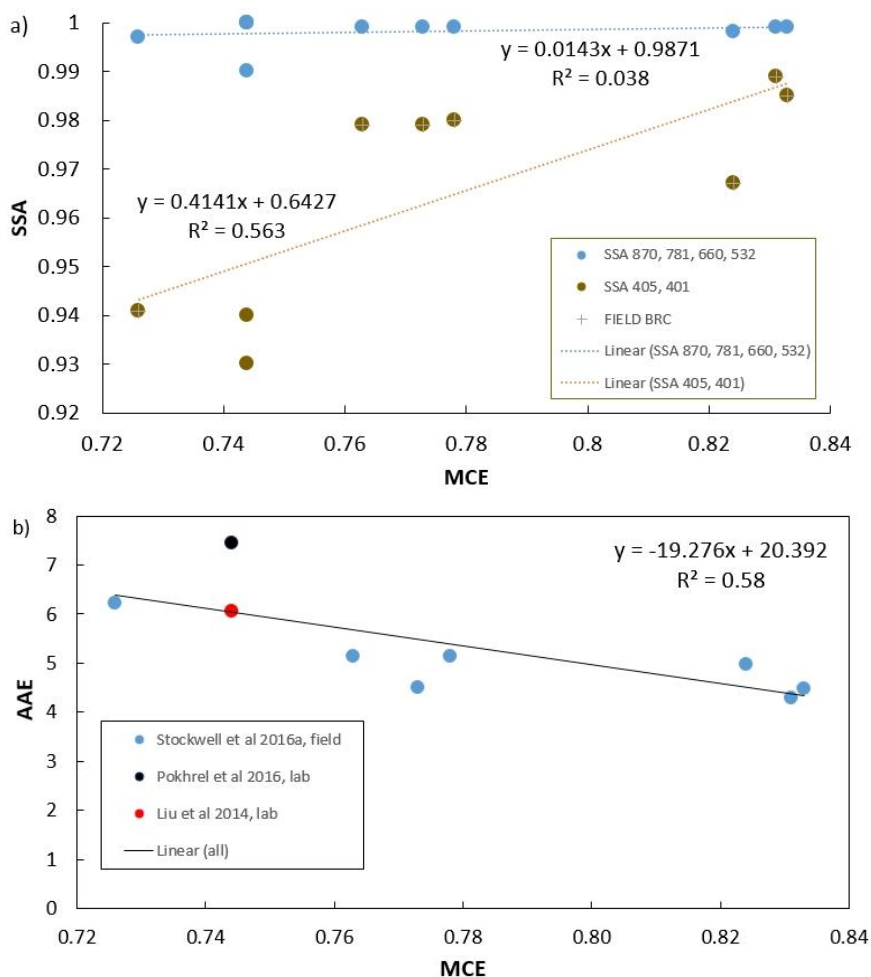 a)
1
0.99
0.98
0.97
0.96
0.95
0.94
0.93
0.92
SSA
y = 0.0143x + 0.9871
R² = 0.038
y = 0.4141x + 0.6427
R² = 0.563
SSA 870, 781, 660, 532
SSA 405, 401
FIELD BRC
Linear (SSA 870, 781, 660, 532)
Linear (SSA 405, 401)
0.72 0.74 0.76 0.78 0.8 0.82 0.84
MCE
b)
8
7
6
5
4
3
2
1
0
AAE
y = -19.276x + 20.392
R² = 0.58
Stockwell et al 2016a, field
Pokhrel et al 2016, lab
Liu et al 2014, lab
Linear (all)
0.72 0.74 0.76 0.78 0.80 0.82 0.84
MCE